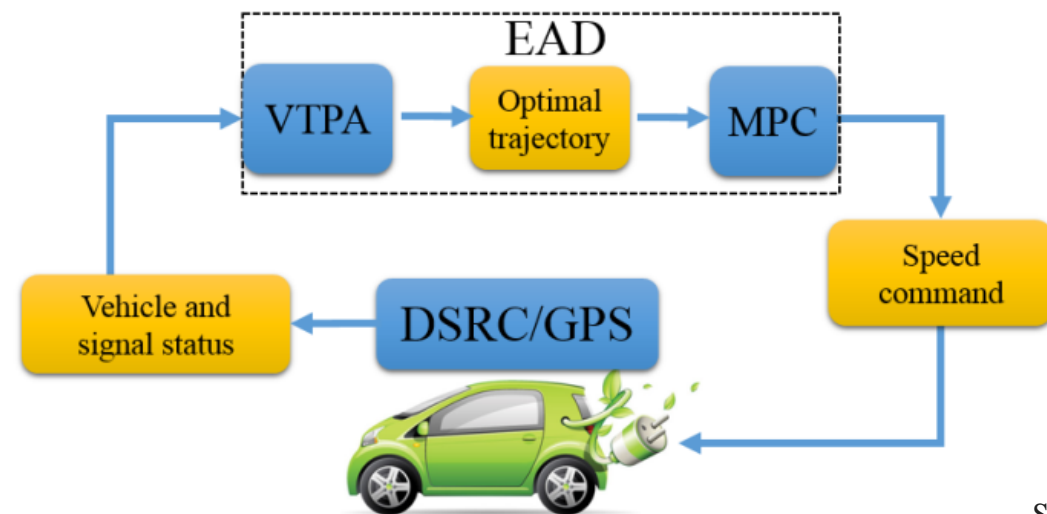 EAD
VTPA
Optimal
trajectory
MPC
Speed
command
Vehicle and
signal status
DSRC/GPS
s